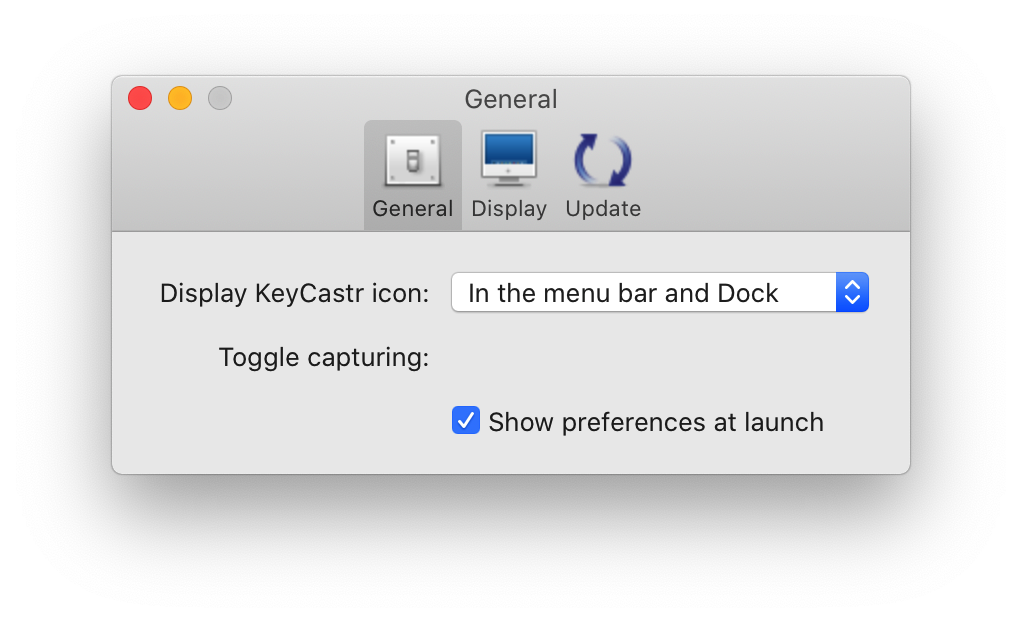 General
General Display Update
Display KeyCastr icon: In the menu bar and Dock
Toggle capturing:
Show preferences at launch